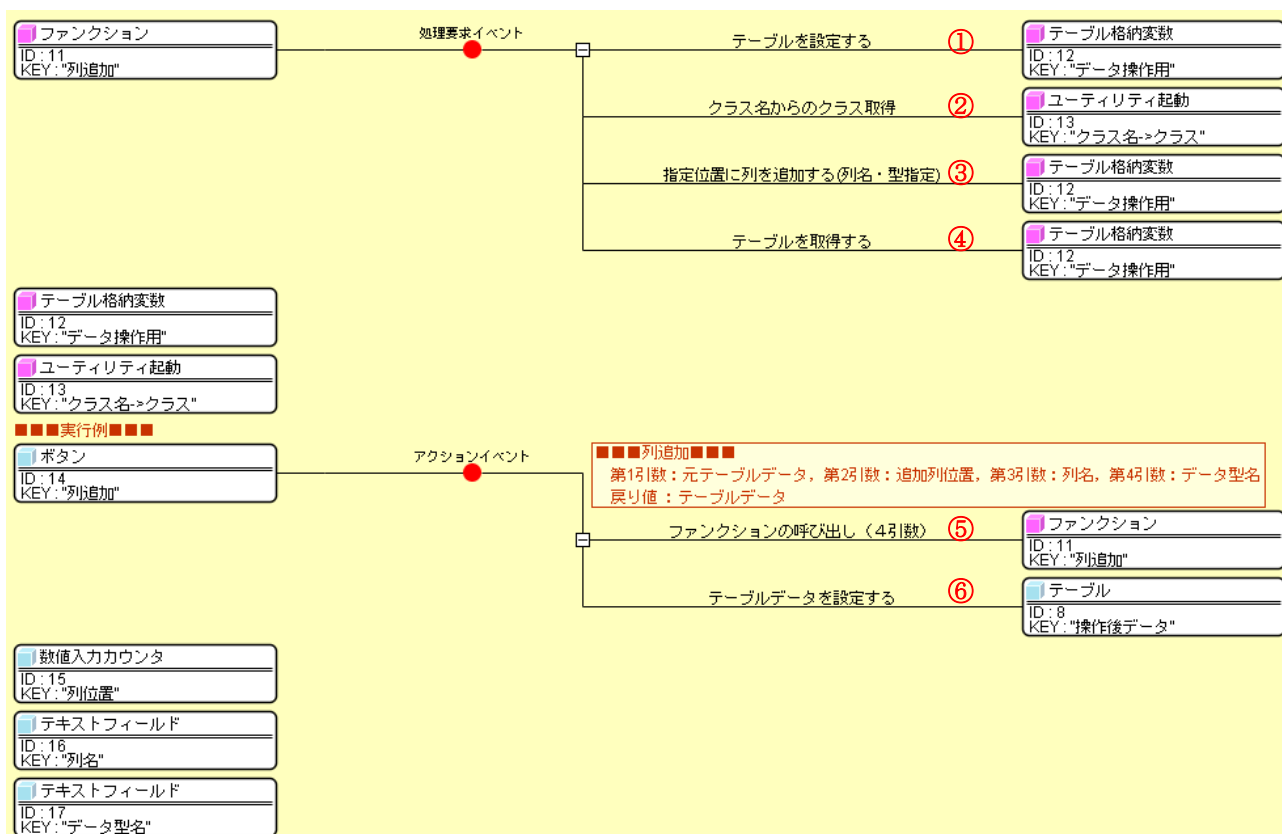 ファンクション
ID : 11
KEY : "列追加"
処理要求イベント
テーブルを設定する ①
テーブル格納変数
ID : 12
KEY : "データ操作用"
クラス名からのクラス取得 ②
ユーティリティ起動
ID : 13
KEY : "クラス名->クラス"
指定位置に列を追加する(列名・型指定) ③
テーブル格納変数
ID : 12
KEY : "データ操作用"
テーブルを取得する ④
テーブル格納変数
ID : 12
KEY : "データ操作用"
テーブル格納変数
ID : 12
KEY : "データ操作用"
ユーティリティ起動
ID : 13
KEY : "クラス名->クラス"
■■■実行例■■■
ボタン
ID : 14
KEY : "列追加"
アクションイベント
■■■列追加■■■
第1引数：元テーブルデータ，第2引数：追加列位置，第3引数：列名，第4引数：データ型名
戻り値：テーブルデータ
ファンクションの呼び出し（４引数） ⑤
ファンクション
ID : 11
KEY : "列追加"
テーブルデータを設定する ⑥
テーブル
ID : 8
KEY : "操作後データ"
数値入力カウンタ
ID : 15
KEY : "列位置"
テキストフィールド
ID : 16
KEY : "列名"
テキストフィールド
ID : 17
KEY : "データ型名"